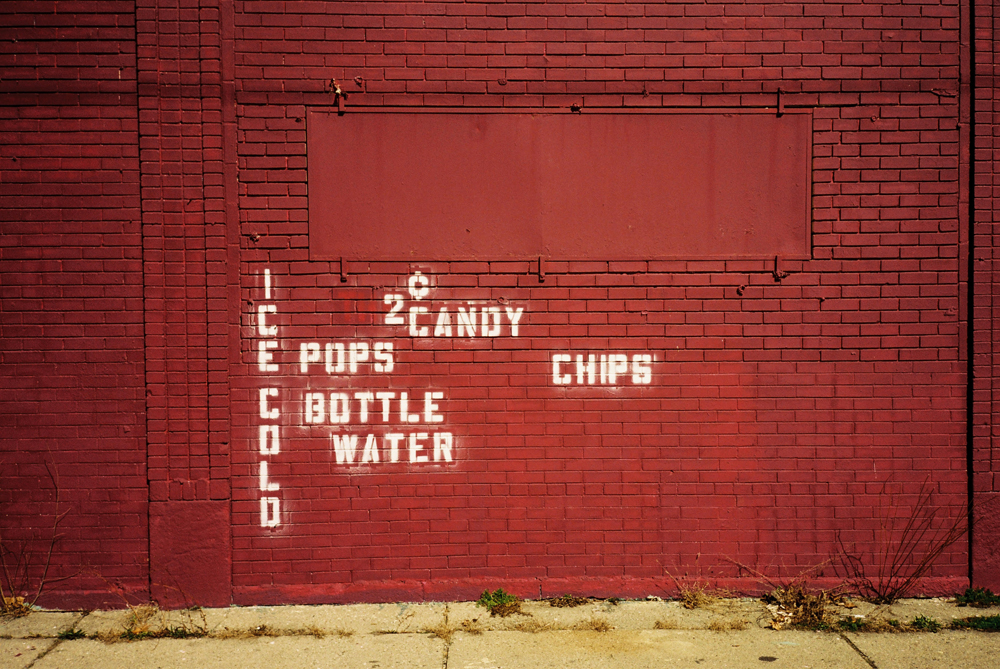 ICE COLD
2¢
CANDY
POPS
CHIPS
BOTTLE
WATER